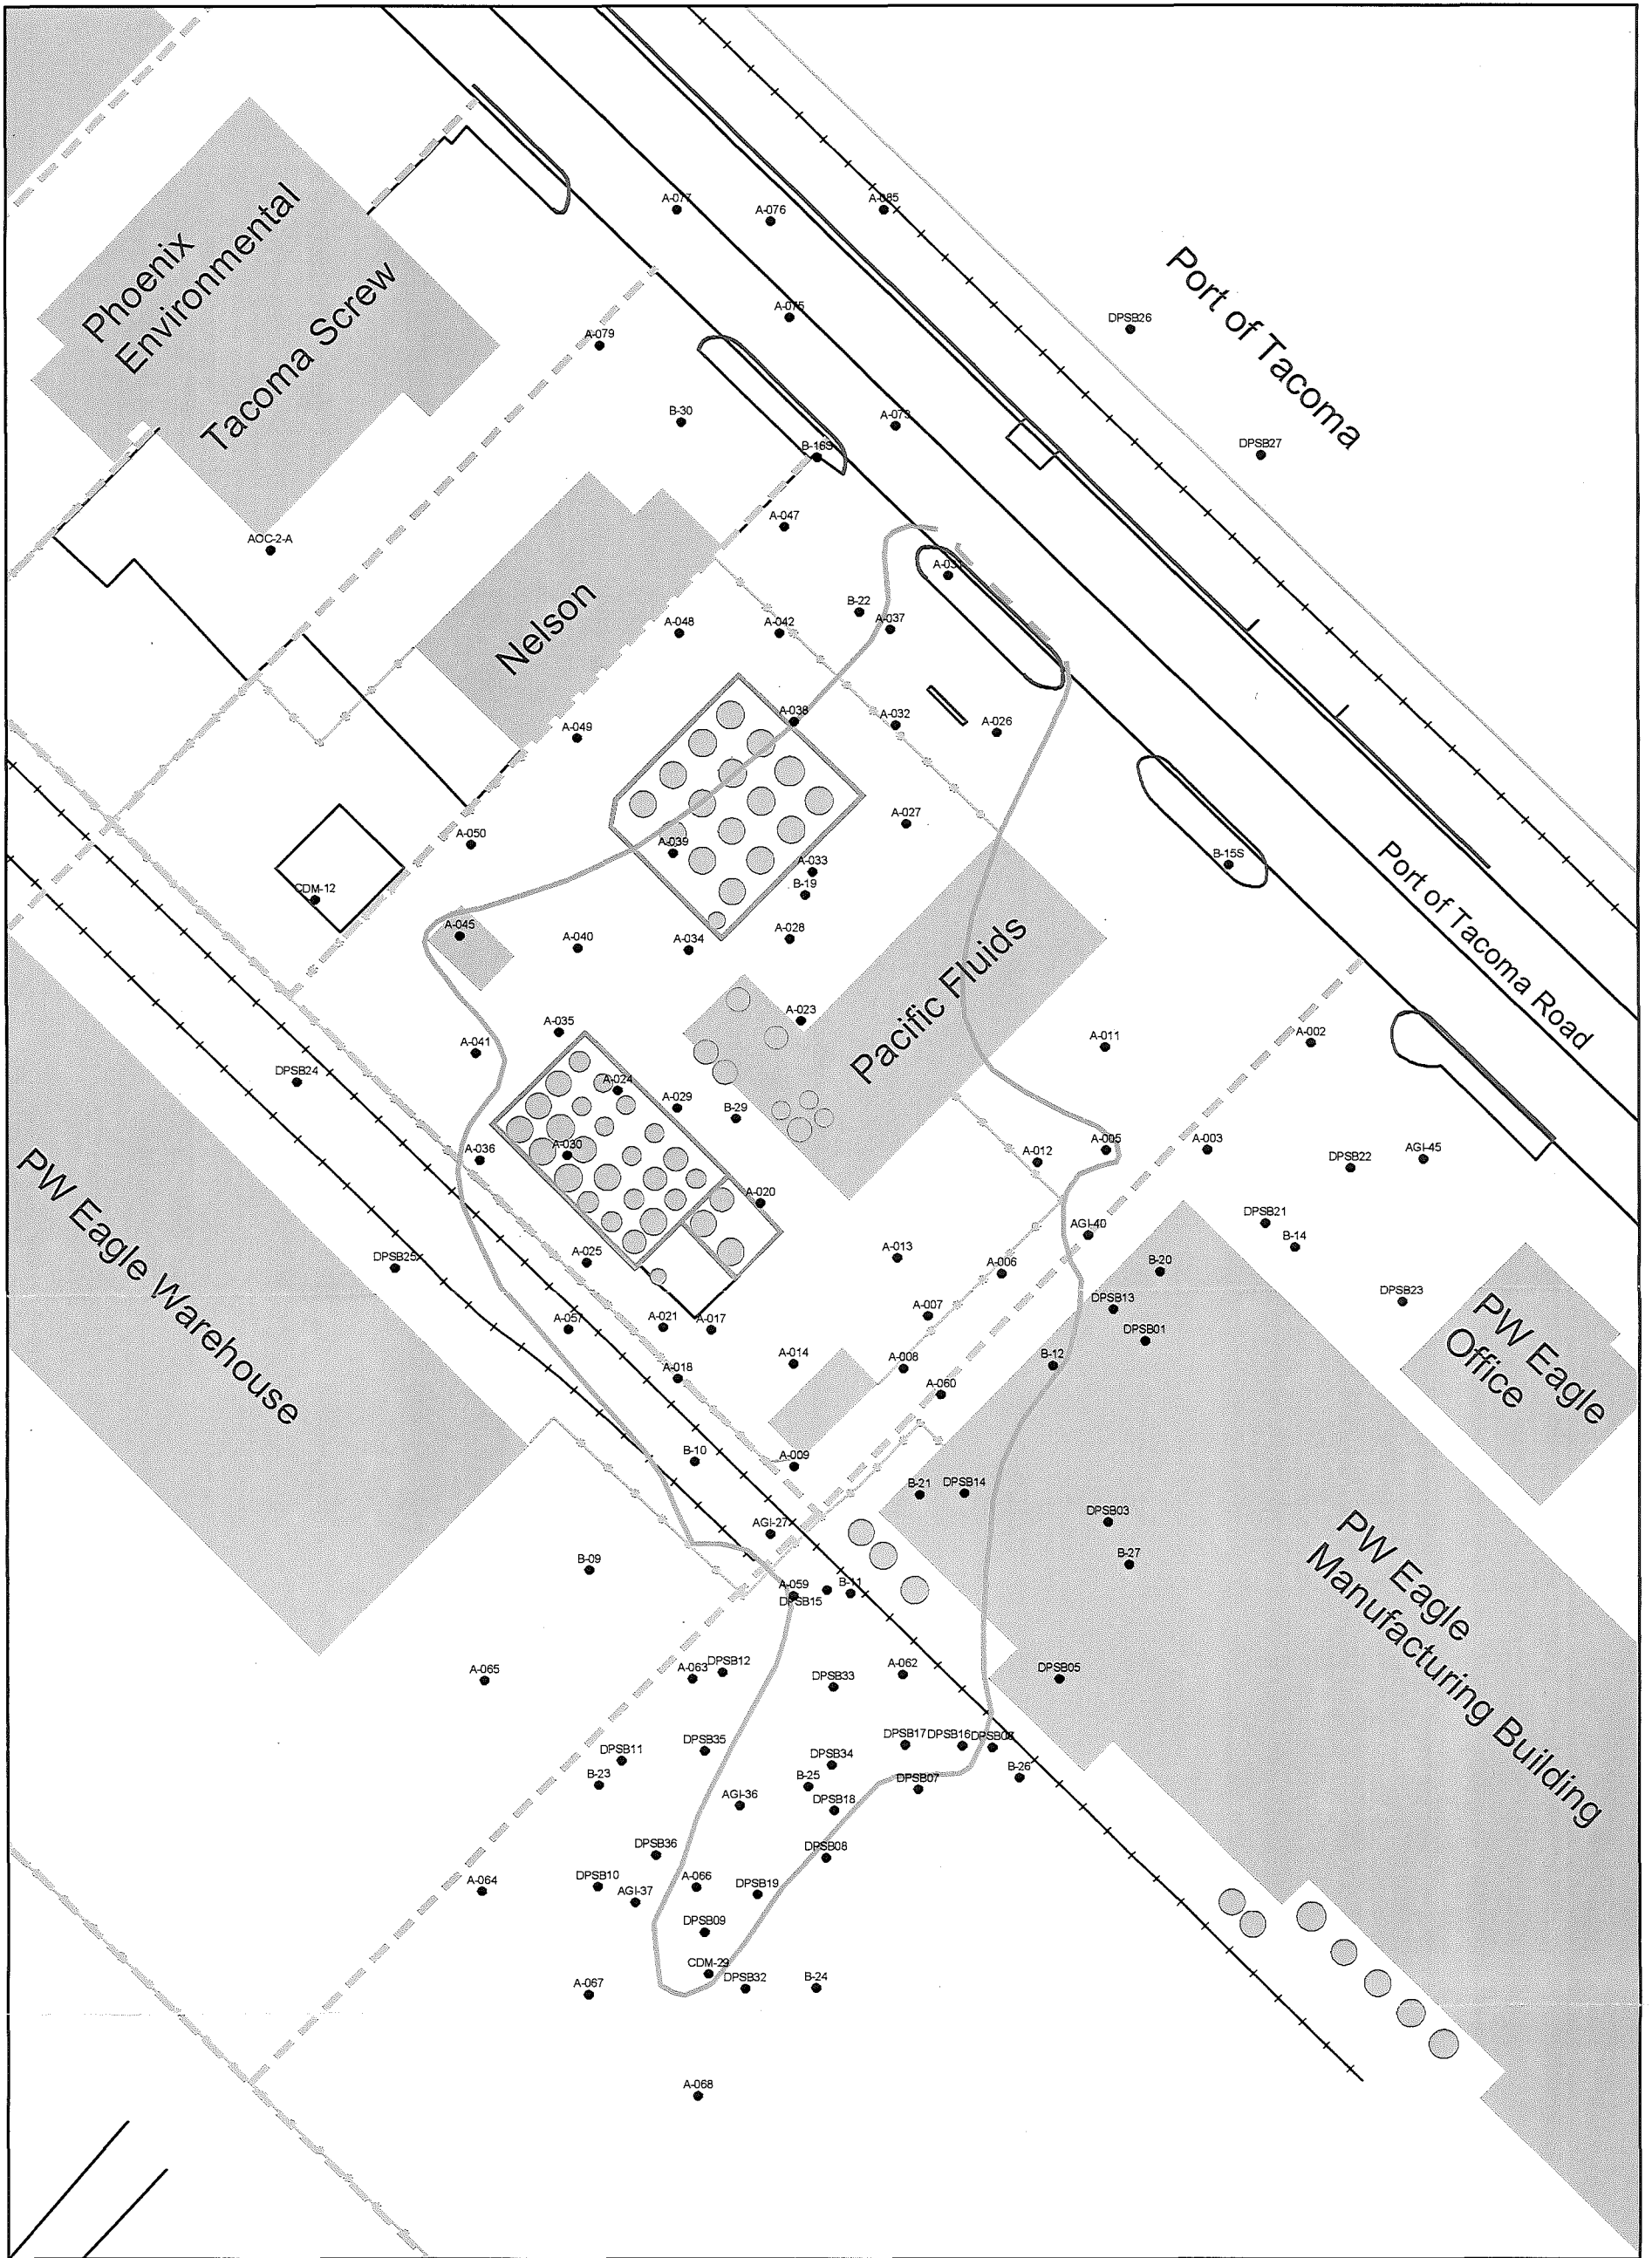 A-077
A-076
A-085
Phoenix
Environmental
Tacoma Screw
Port of Tacoma
A-075
DPSB26
A-079
B-30
A-073
B-16S
DPSB27
A-047
AOC-2-A
A-031
B-22
A-037
Nelson
A-048
A-042
A-038
A-032
A-026
A-049
A-027
A-050
A-039
A-033
B-19
B-15S
Port of Tacoma Road
CDM-12
A-045
A-040
A-034
A-028
Pacific Fluids
A-023
A-035
A-041
A-011
A-002
DPSB24
A-024
A-029
B-29
A-036
A-030
A-012
A-005
A-003
DPSB22
AGI-45
PW Eagle Warehouse
A-020
AGI-40
DPSB21
B-14
DPSB25
A-025
A-013
A-006
B-20
DPSB23
A-057
A-021
A-017
A-007
DPSB13
DPSB01
PW Eagle
Office
A-018
A-014
A-008
B-12
A-060
B-10
A-009
B-21
DPSB14
DPSB03
AGI-27
B-27
PW Eagle
Manufacturing Building
B-09
A-059
DPSB15
B-11
A-065
A-063
DPSB12
DPSB33
A-062
DPSB05
DPSB11
DPSB35
DPSB34
DPSB17
DPSB16
B-23
B-25
DPSB07
B-26
AGI-36
DPSB18
DPSB36
DPSB08
A-064
DPSB10
AGI-37
A-066
DPSB19
DPSB09
CDM-29
DPSB32
B-24
A-067
A-068